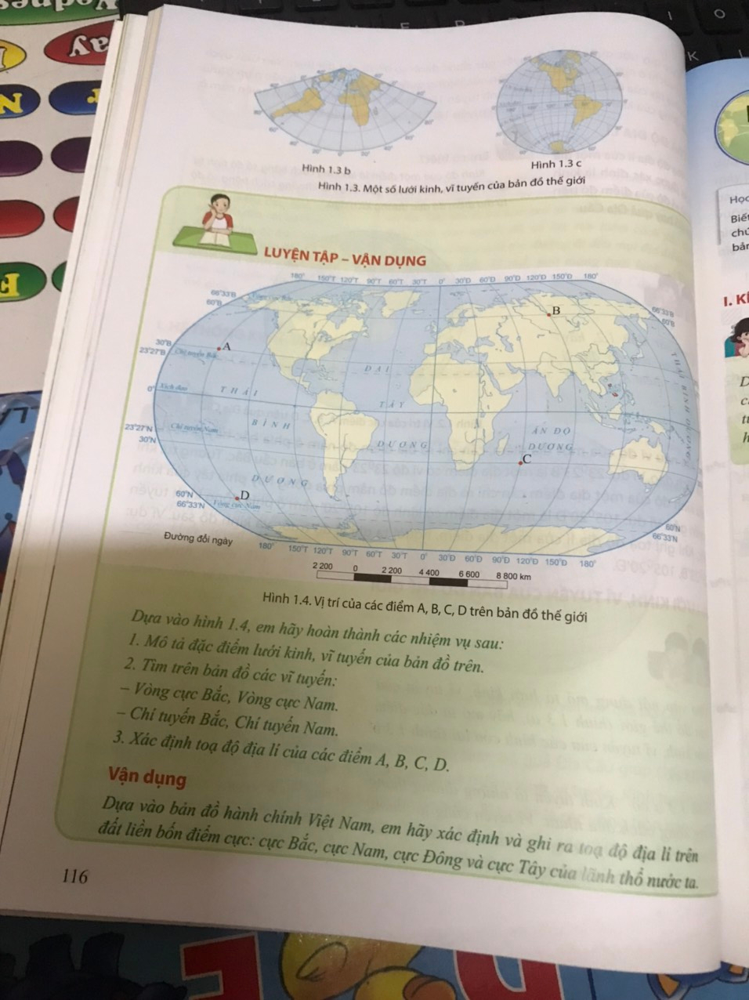 Hình 1.3 b
Hình 1.3 c
Hình 1.3. Một số lưới kinh, vĩ tuyến của bản đồ thế giới
LUYỆN TẬP – VẬN DỤNG
180° 150°T 120°T 90°T 60°T 30°T 0° 30°Đ 60°Đ 90°Đ 120°Đ 150°Đ 180°
66°33'B
60°B
66°33'B
60°B
B
30°B
23°27'B
A
Chí tuyến Bắc
ĐẠI
0°
Xích đạo
THÁI
TÂY
23°27'N
Chí tuyến Nam
BÌNH
ẤN ĐỘ
30°N
DƯƠNG
DƯƠNG
C
DƯƠNG
60°N
D
66°33'N
Vòng cực Nam
60°N
66°33'N
Đường đổi ngày
180° 150°T 120°T 90°T 60°T 30°T 0° 30°Đ 60°Đ 90°Đ 120°Đ 150°Đ 180°
2 200 0 2 200 4 400 6 600 8 800 km
Hình 1.4. Vị trí của các điểm A, B, C, D trên bản đồ thế giới
Dựa vào hình 1.4, em hãy hoàn thành các nhiệm vụ sau:
1. Mô tả đặc điểm lưới kinh, vĩ tuyến của bản đồ trên.
2. Tìm trên bản đồ các vĩ tuyến:
– Vòng cực Bắc, Vòng cực Nam.
– Chí tuyến Bắc, Chí tuyến Nam.
3. Xác định toạ độ địa lí của các điểm A, B, C, D.
Vận dụng
Dựa vào bản đồ hành chính Việt Nam, em hãy xác định và ghi ra toạ độ địa lí trên
đất liền bốn điểm cực: cực Bắc, cực Nam, cực Đông và cực Tây của lãnh thổ nước ta.
116
I. K